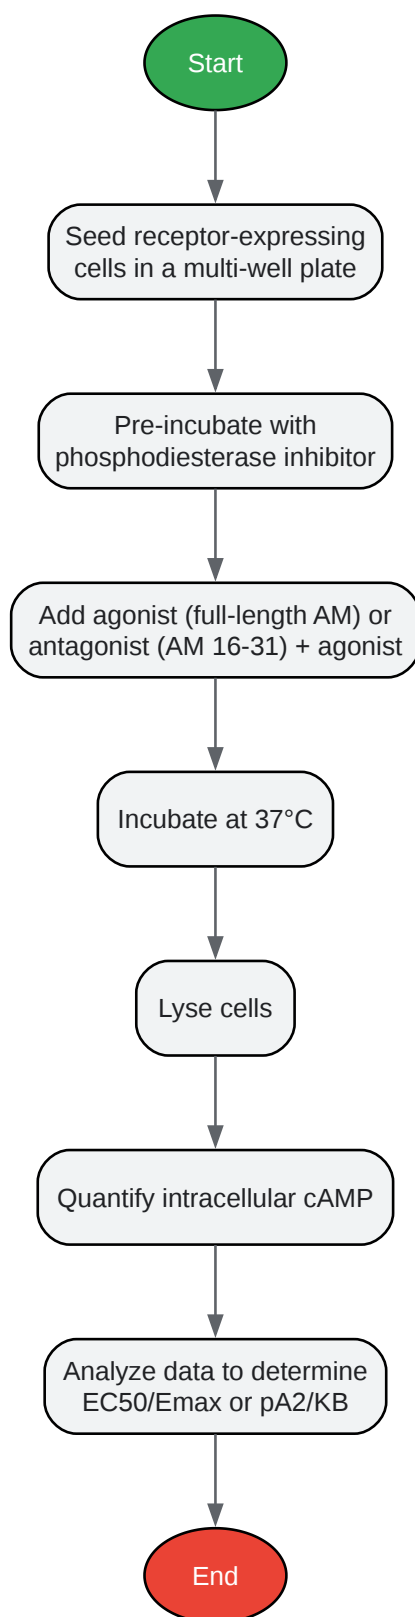 Start
Seed receptor-expressing
cells in a multi-well plate
Pre-incubate with
phosphodiesterase inhibitor
Add agonist (full-length AM) or
antagonist (AM 16-31) + agonist
Incubate at 37°C
Lyse cells
Quantify intracellular cAMP
Analyze data to determine
EC50/Emax or pA2/KB
End